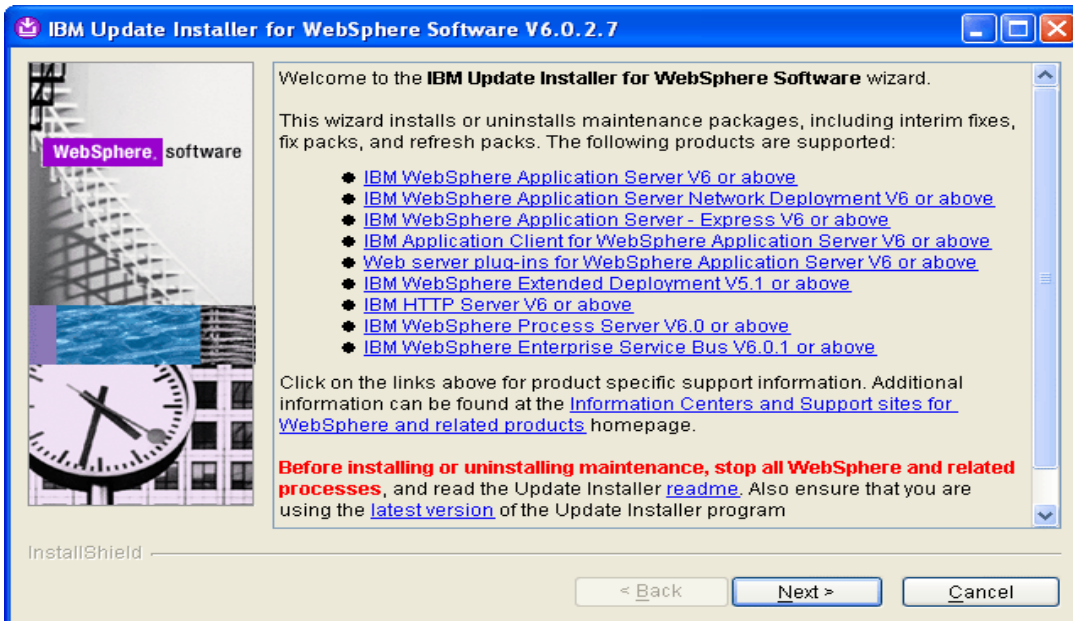 IBM Update Installer for WebSphere Software V6.0.2.7
WebSphere. software
Welcome to the IBM Update Installer for WebSphere Software wizard.
This wizard installs or uninstalls maintenance packages, including interim fixes,
fix packs, and refresh packs. The following products are supported:
● IBM WebSphere Application Server V6 or above
● IBM WebSphere Application Server Network Deployment V6 or above
● IBM WebSphere Application Server - Express V6 or above
● IBM Application Client for WebSphere Application Server V6 or above
● Web server plug-ins for WebSphere Application Server V6 or above
● IBM WebSphere Extended Deployment V5.1 or above
● IBM HTTP Server V6 or above
● IBM WebSphere Process Server V6.0 or above
● IBM WebSphere Enterprise Service Bus V6.0.1 or above
Click on the links above for product specific support information. Additional
information can be found at the Information Centers and Support sites for
WebSphere and related products homepage.
Before installing or uninstalling maintenance, stop all WebSphere and related
processes, and read the Update Installer readme. Also ensure that you are
using the latest version of the Update Installer program
InstallShield
< Back
Next >
Cancel